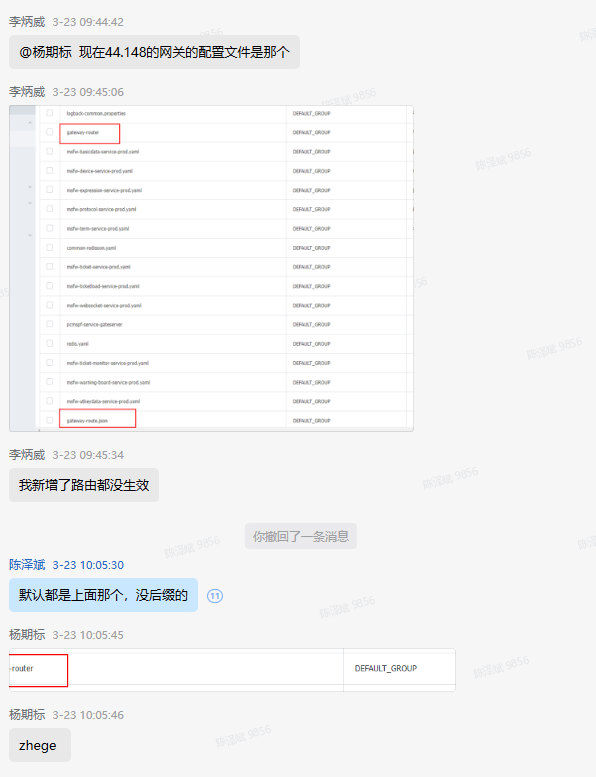 李炳威 3-23 09:44:42
@杨期标 现在44.148的网关的配置文件是那个
李炳威 3-23 09:45:06
logback-common.properties DEFAULT_GROUP
gateway-router DEFAULT_GROUP
msfw-basicdata-service-prod.yaml DEFAULT_GROUP
msfw-device-service-prod.yaml DEFAULT_GROUP
msfw-expression-service-prod.yaml DEFAULT_GROUP
msfw-protocol-service-prod.yaml DEFAULT_GROUP
msfw-term-service-prod.yaml DEFAULT_GROUP
common-redisson.yaml DEFAULT_GROUP
msfw-ticket-service-prod.yaml DEFAULT_GROUP
msfw-ticketload-service-prod.yaml DEFAULT_GROUP
msfw-websocket-service-prod.yaml DEFAULT_GROUP
DEFAULT_GROUP
redis.yaml DEFAULT_GROUP
msfw-ticket-monitor-service-prod.yaml DEFAULT_GROUP
msfw-warning-board-service-prod.yaml DEFAULT_GROUP
DEFAULT_GROUP
gateway-route.json DEFAULT_GROUP
李炳威 3-23 09:45:34
我新增了路由都没生效
你撤回了一条消息
陈泽斌 3-23 10:05:30
默认都是上面那个，没后缀的
11
杨期标 3-23 10:05:45
-router DEFAULT_GROUP
杨期标 3-23 10:05:46
zhege
陈泽斌 9856